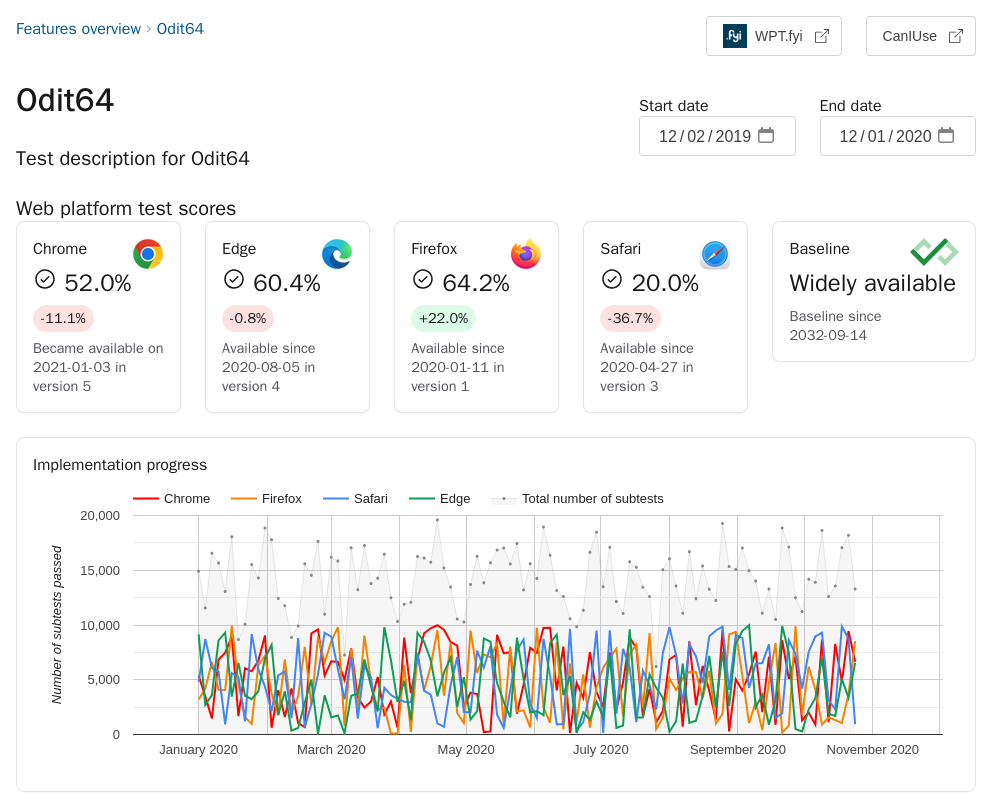 Features overview › Odit64
.fyi WPT.fyi
CanIUse
Odit64
Start date
End date
12/02/2019
12/01/2020
Test description for Odit64
Web platform test scores
Chrome
52.0%
-11.1%
Became available on
2021-01-03 in
version 5
Edge
60.4%
-0.8%
Available since
2020-08-05 in
version 4
Firefox
64.2%
+22.0%
Available since
2020-01-11 in
version 1
Safari
20.0%
-36.7%
Available since
2020-04-27 in
version 3
Baseline
Widely available
Baseline since
2032-09-14
Implementation progress
Chrome Firefox Safari Edge Total number of subtests
Number of subtests passed
20,000
15,000
10,000
5,000
0
January 2020 March 2020 May 2020 July 2020 September 2020 November 2020